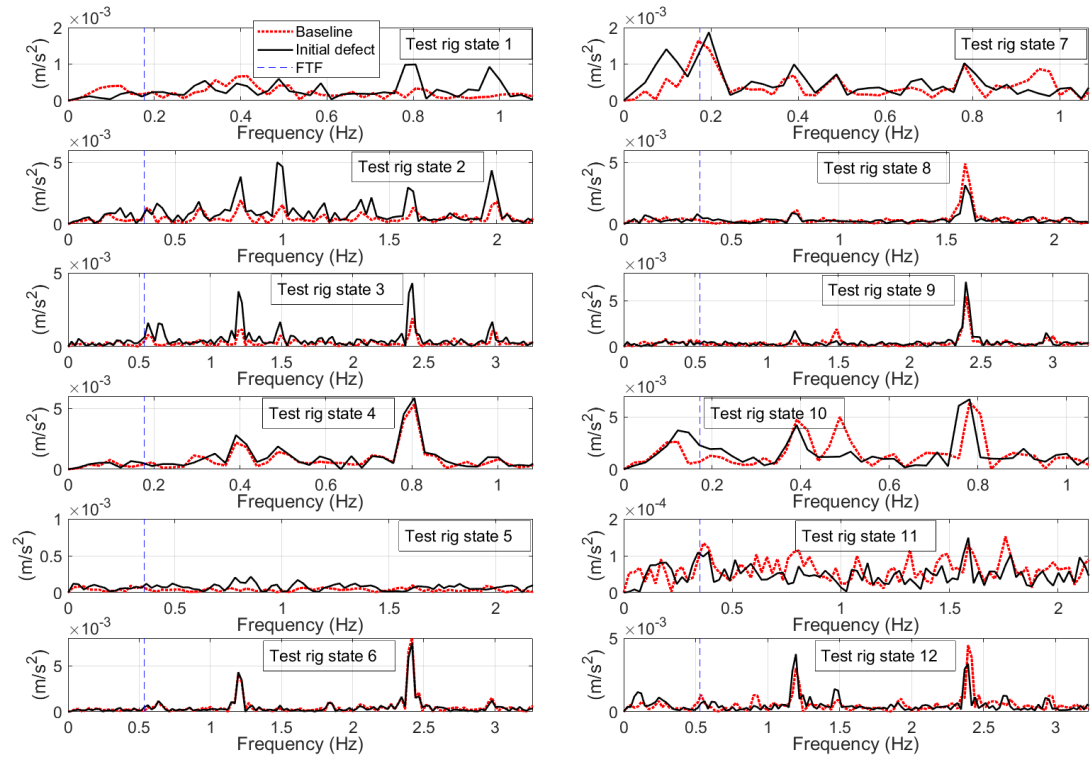 ×10⁻³
2
1
0
(m/s²)
Baseline
Initial defect
FTF
Test rig state 1
0 0.2 0.4 0.6 0.8 1
Frequency (Hz)
×10⁻³
5
0
(m/s²)
Test rig state 2
0 0.5 1 1.5 2
Frequency (Hz)
×10⁻³
5
0
(m/s²)
Test rig state 3
0 0.5 1 1.5 2 2.5 3
Frequency (Hz)
×10⁻³
5
0
(m/s²)
Test rig state 4
0 0.2 0.4 0.6 0.8 1
Frequency (Hz)
×10⁻³
1
0.5
0
(m/s²)
Test rig state 5
0 0.5 1 1.5 2
Frequency (Hz)
×10⁻³
5
0
(m/s²)
Test rig state 6
0 0.5 1 1.5 2 2.5 3
Frequency (Hz)
×10⁻³
2
1
0
(m/s²)
Test rig state 7
0 0.2 0.4 0.6 0.8 1
Frequency (Hz)
×10⁻³
5
0
(m/s²)
Test rig state 8
0 0.5 1 1.5 2
Frequency (Hz)
×10⁻³
5
0
(m/s²)
Test rig state 9
0 0.5 1 1.5 2 2.5 3
Frequency (Hz)
×10⁻³
5
0
(m/s²)
Test rig state 10
0 0.2 0.4 0.6 0.8 1
Frequency (Hz)
×10⁻⁴
2
1
0
(m/s²)
Test rig state 11
0 0.5 1 1.5 2
Frequency (Hz)
×10⁻³
5
0
(m/s²)
Test rig state 12
0 0.5 1 1.5 2 2.5 3
Frequency (Hz)